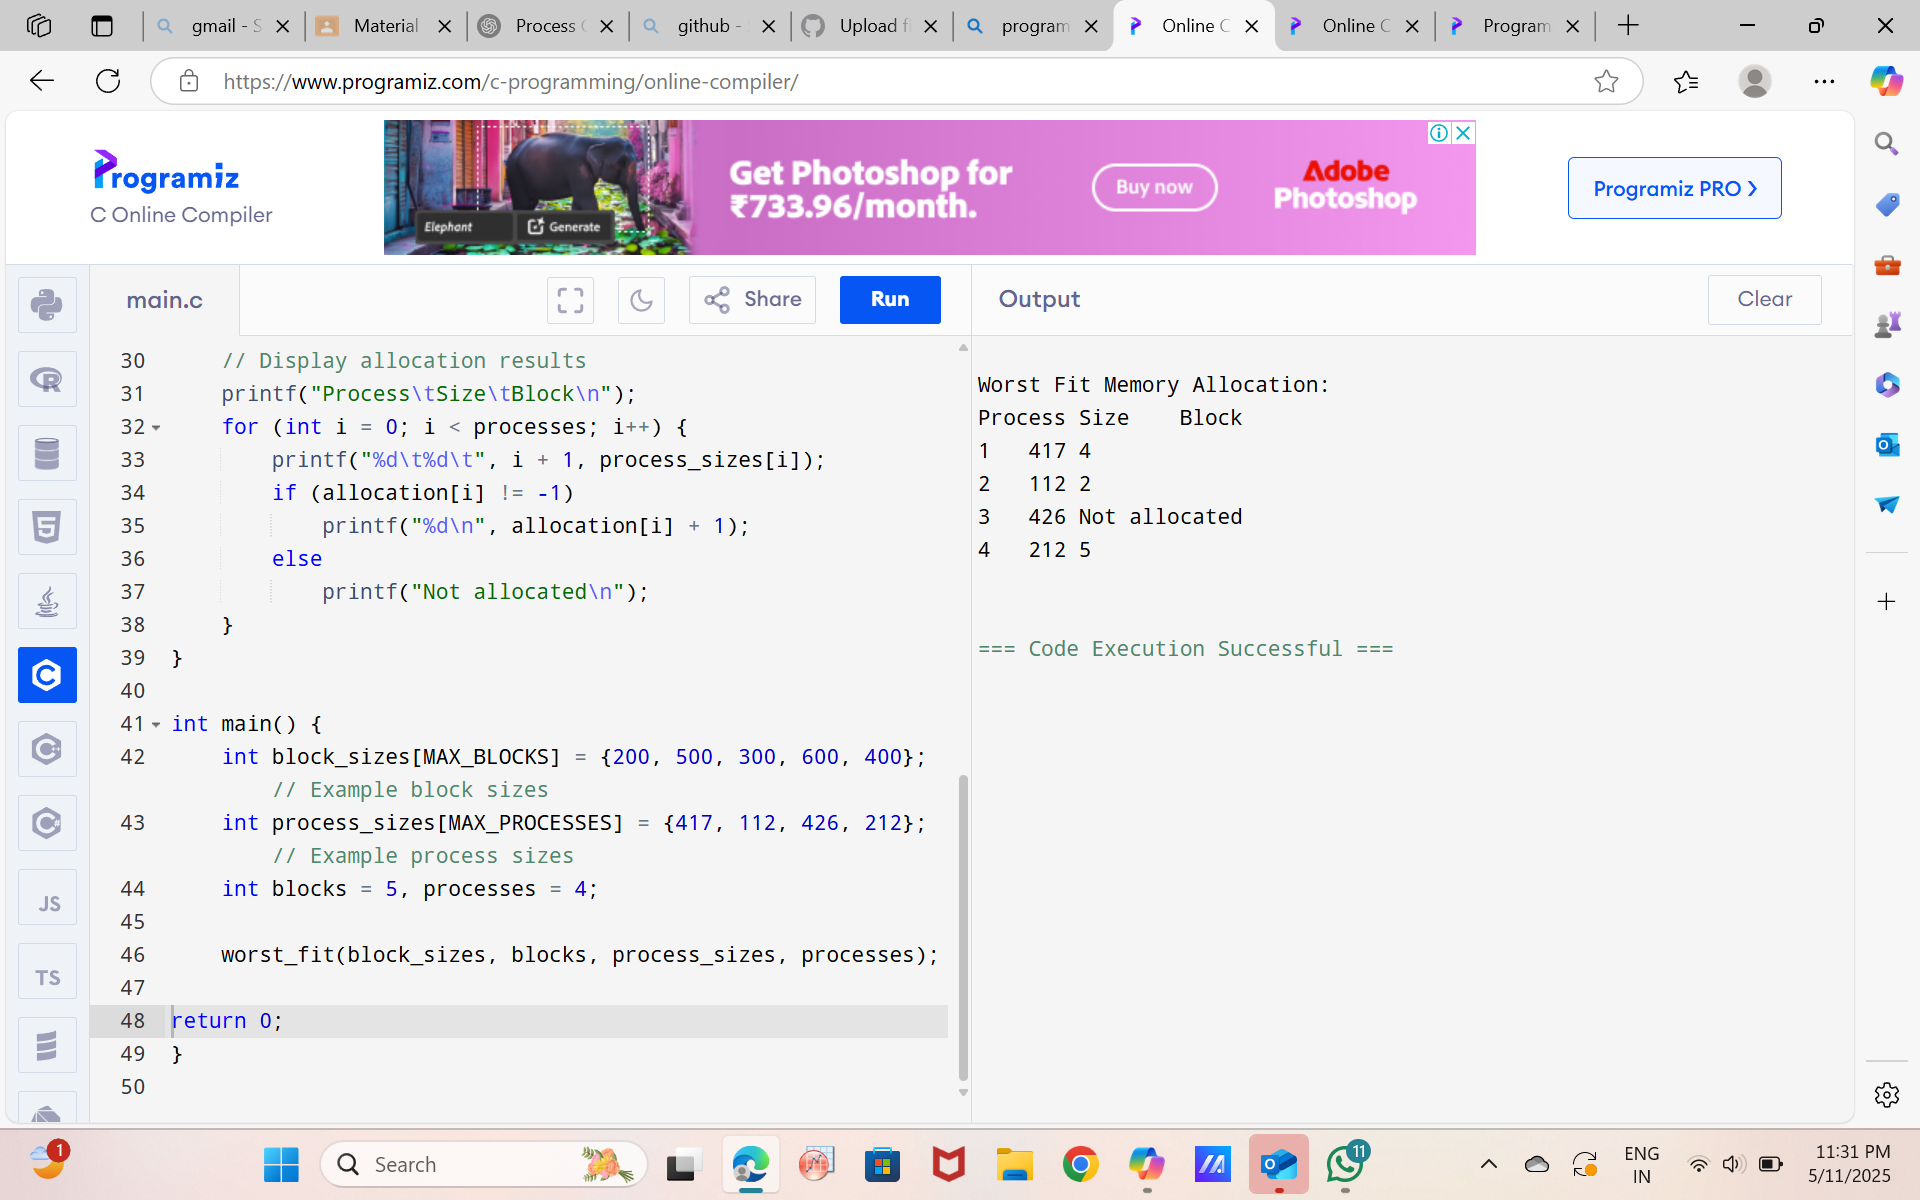 gmail - S
Material
Process
github -
Upload fi
program
Online C
Online C
Program
https://www.programiz.com/c-programming/online-compiler/
Programiz
C Online Compiler
Elephant
Generate
Get Photoshop for
₹733.96/month.
Buy now
Adobe
Photoshop
Programiz PRO
main.c
Share
Run
Output
Clear
30 // Display allocation results
31 printf("Process\tSize\tBlock\n");
32 for (int i = 0; i < processes; i++) {
33 printf("%d\t%d\t", i + 1, process_sizes[i]);
34 if (allocation[i] != -1)
35 printf("%d\n", allocation[i] + 1);
36 else
37 printf("Not allocated\n");
38 }
39 }
40
41 int main() {
42 int block_sizes[MAX_BLOCKS] = {200, 500, 300, 600, 400};
// Example block sizes
43 int process_sizes[MAX_PROCESSES] = {417, 112, 426, 212};
// Example process sizes
44 int blocks = 5, processes = 4;
45
46 worst_fit(block_sizes, blocks, process_sizes, processes);
47
48 return 0;
49 }
50
Worst Fit Memory Allocation:
Process Size Block
1 417 4
2 112 2
3 426 Not allocated
4 212 5
=== Code Execution Successful ===
JS
TS
1
Search
11
ENG
IN
11:31 PM
5/11/2025